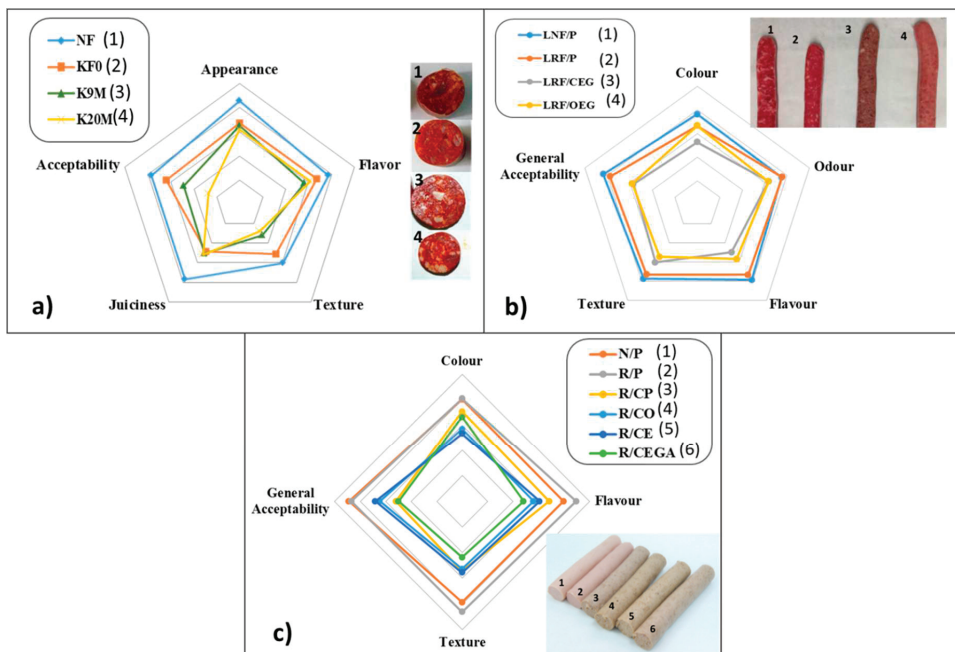 NF (1)
KF0 (2)
K9M (3)
K20M (4)
Appearance
Flavor
Texture
Juiciness
Acceptability
1
2
3
4
a)
LNF/P (1)
LRF/P (2)
LRF/CEG (3)
LRF/OEG (4)
1
2
3
4
Colour
Odour
Flavour
Texture
General
Acceptability
b)
N/P (1)
R/P (2)
R/CP (3)
R/CO (4)
R/CE (5)
R/CEGA (6)
Colour
Flavour
Texture
General
Acceptability
1
2
3
4
5
6
c)